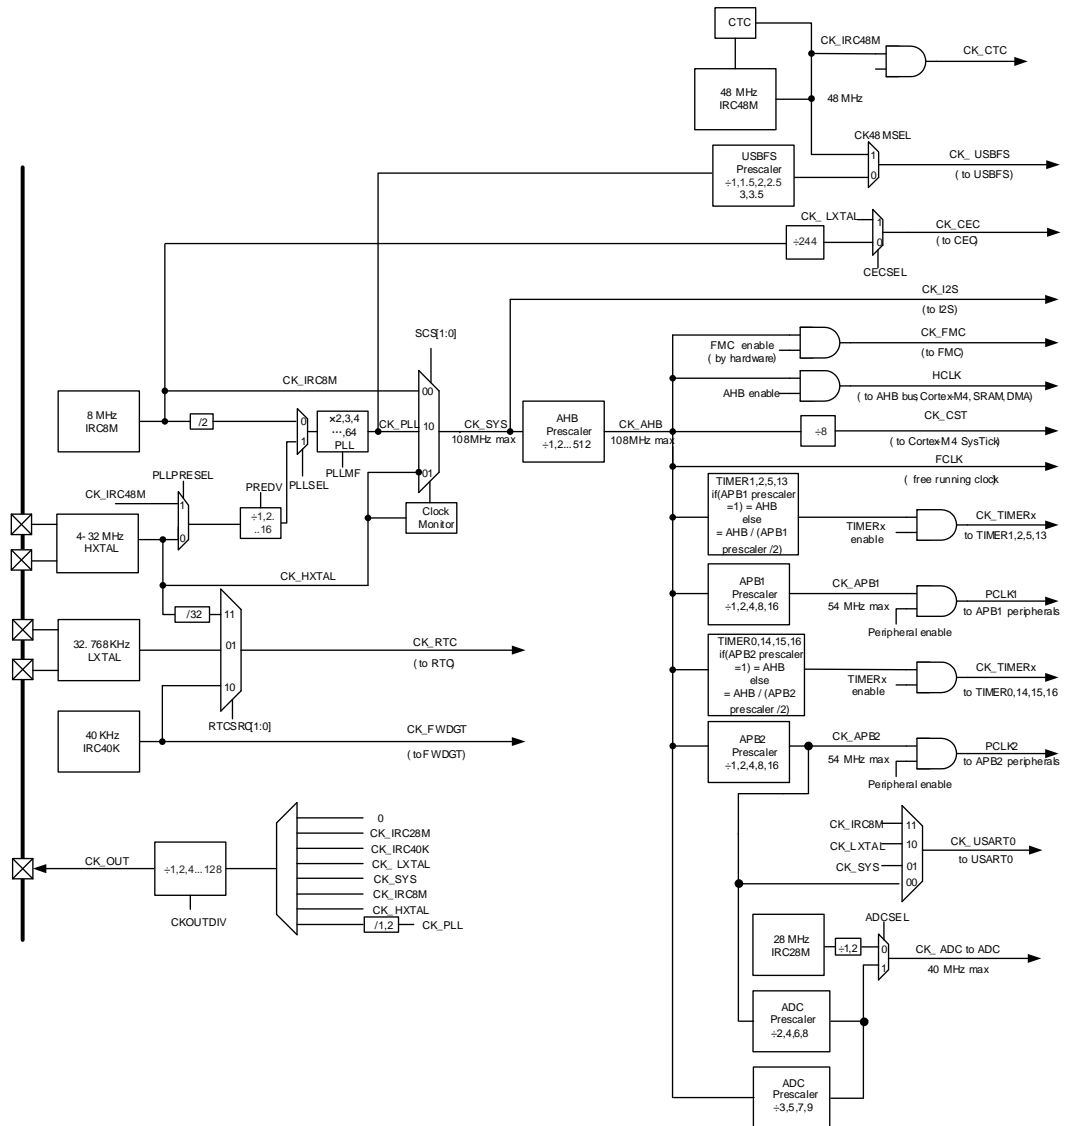 CTC
CK_IRC48M
CK_CTC
48 MHz
IRC48M
48 MHz
CK48MSEL
1
0
CK_ USBFS
( to USBFS)
USBFS
Prescaler
÷1,1.5,2,2.5
3,3.5
CK_ LXTAL
1
0
CK_CEC
(to CEC)
÷244
CECSEL
CK_I2S
( to I2S)
SCS[1:0]
CK_FMC
FMC enable
( by hardware)
(to FMC)
CK_IRC8M
00
HCLK
AHB enable
( to AHB bus,Cortex-M4, SRAM, DMA)
8 MHz
IRC8M
/2
0
1
×2,3,4
…,64
PLL
CK_PLL
10
CK_SYS
108MHz max
AHB
Prescaler
÷1,2...512
CK_AHB
108MHz max
÷8
CK_CST
( to Cortex-M4 SysTick)
PLLMF
PLLSEL
01
FCLK
( free running clock)
PLLPRESEL
CK_IRC48M
1
0
PREDV
÷1,2.
..16
Clock
Monitor
4-32 MHz
HXTAL
TIMER1,2,5,13
if(APB1 prescaler
=1) = AHB
else
= AHB / (APB1
prescaler /2)
TIMERx
enable
CK_TIMERx
to TIMER1,2,5,13
CK_HXTAL
APB1
Prescaler
÷1,2,4,8,16
CK_APB1
54 MHz max
Peripheral enable
PCLK1
to APB1 peripherals
/32
11
01
10
32.768KHz
LXTAL
CK_RTC
( to RTC)
TIMER0,14,15,16
if(APB2 prescaler
=1) = AHB
else
= AHB / (APB2
prescaler /2)
TIMERx
enable
CK_TIMERx
to TIMER0,14,15,16
RTCSRC[1:0]
40 KHz
IRC40K
CK_FWDGT
( to FWDGT)
APB2
Prescaler
÷1,2,4,8,16
CK_APB2
54 MHz max
Peripheral enable
PCLK2
to APB2 peripherals
0
CK_IRC28M
CK_IRC40K
CK_ LXTAL
CK_SYS
CK_IRC8M
CK_HXTAL
/1,2
CK_PLL
CK_OUT
÷1,2,4...128
CKOUTDIV
CK_IRC8M
11
CK_LXTAL
10
CK_SYS
01
00
CK_USART0
to USART0
ADCSEL
28 MHz
IRC28M
÷1,2
0
1
CK_ ADC to ADC
40 MHz max
ADC
Prescaler
÷2,4,6,8
ADC
Prescaler
÷3,5,7,9